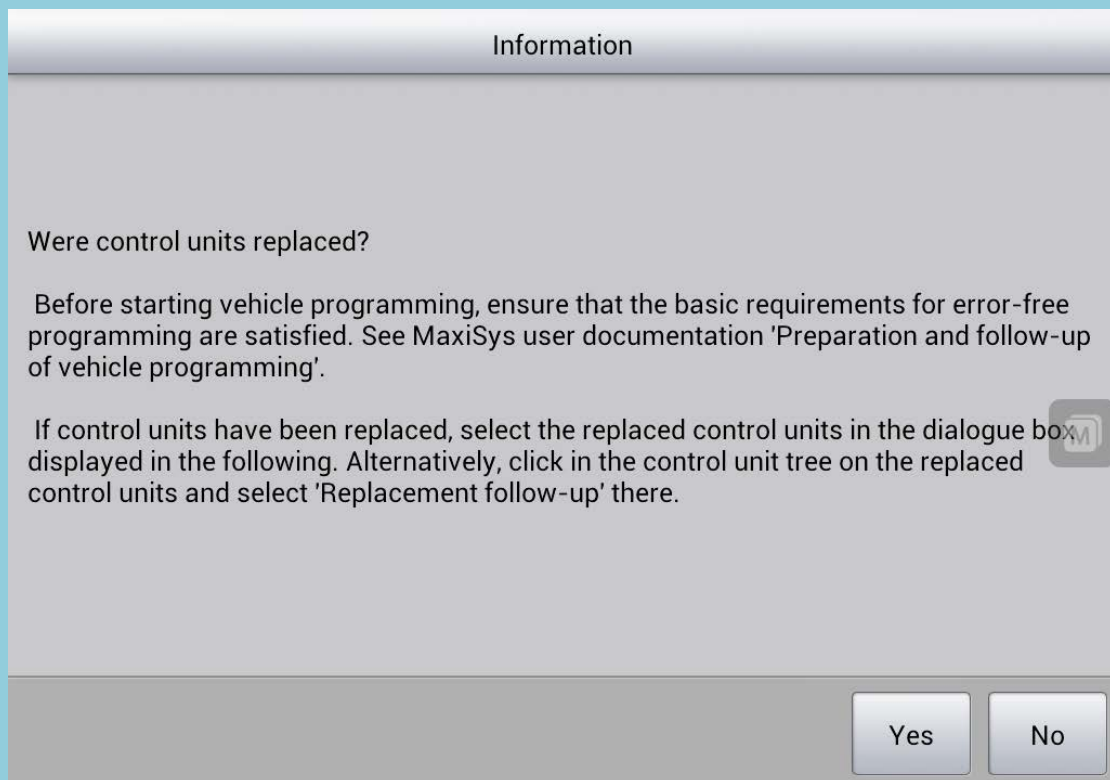 Information
Were control units replaced?
Before starting vehicle programming, ensure that the basic requirements for error-free
programming are satisfied. See MaxiSys user documentation 'Preparation and follow-up
of vehicle programming'.
If control units have been replaced, select the replaced control units in the dialogue box
displayed in the following. Alternatively, click in the control unit tree on the replaced
control units and select 'Replacement follow-up' there.
M
Yes No